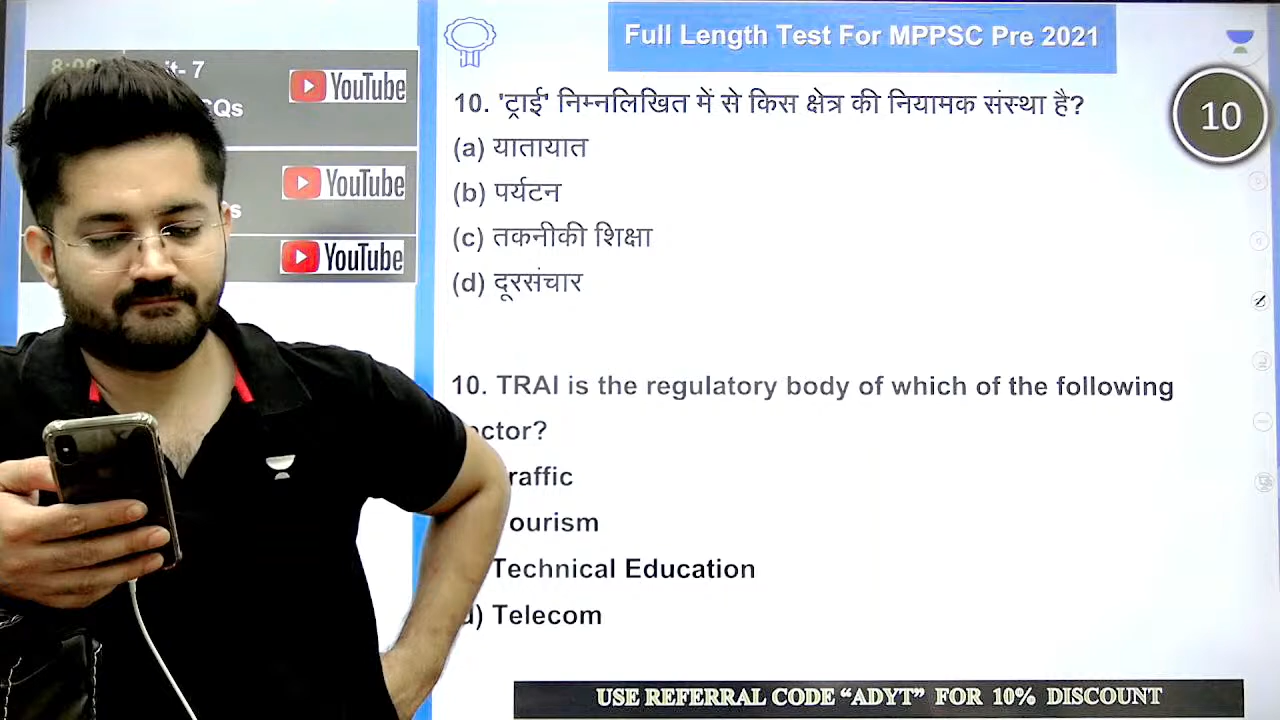 Full Length Test For MPPSC Pre 2021
10
10. 'ट्राई' निम्नलिखित में से किस क्षेत्र की नियामक संस्था है?
(a) यातायात
(b) पर्यटन
(c) तकनीकी शिक्षा
(d) दूरसंचार
10. TRAI is the regulatory body of which of the following
ctor?
raffic
ourism
Technical Education
d) Telecom
USE REFERRAL CODE “ADYT” FOR 10% DISCOUNT
- 7
YouTube
Qs
YouTube
s
YouTube